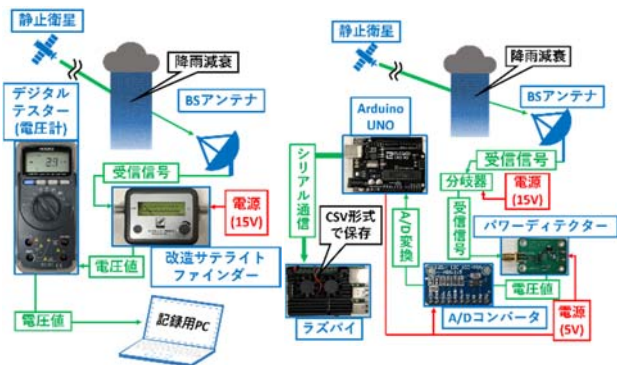 静止衛星
降雨減衰
デジタル
テスター
(電圧計)
BSアンテナ
受信信号
電源
(15V)
電圧値
改造サテライト
ファインダー
電圧値
記録用PC
静止衛星
降雨減衰
Arduino
UNO
BSアンテナ
シリアル通信
受信信号
分岐器
電源
(15V)
CSV形式
で保存
A/D変換
受信信号
パワーディテクター
電圧値
ラズパイ
A/Dコンバータ
電源
(5V)